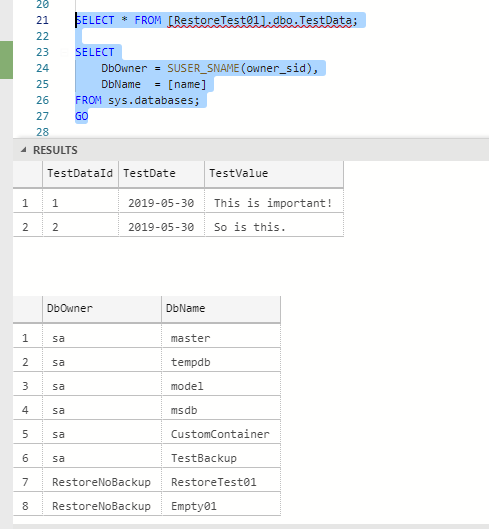 20
21 SELECT * FROM [RestoreTest01].dbo.TestData;
22
23 SELECT
24 DbOwner = SUSER_SNAME(owner_sid),
25 DbName = [name]
26 FROM sys.databases;
27 GO
28
RESULTS
TestDataId TestDate TestValue
1 1 2019-05-30 This is important!
2 2 2019-05-30 So is this.
DbOwner DbName
1 sa master
2 sa tempdb
3 sa model
4 sa msdb
5 sa CustomContainer
6 sa TestBackup
7 RestoreNoBackup RestoreTest01
8 RestoreNoBackup Empty01